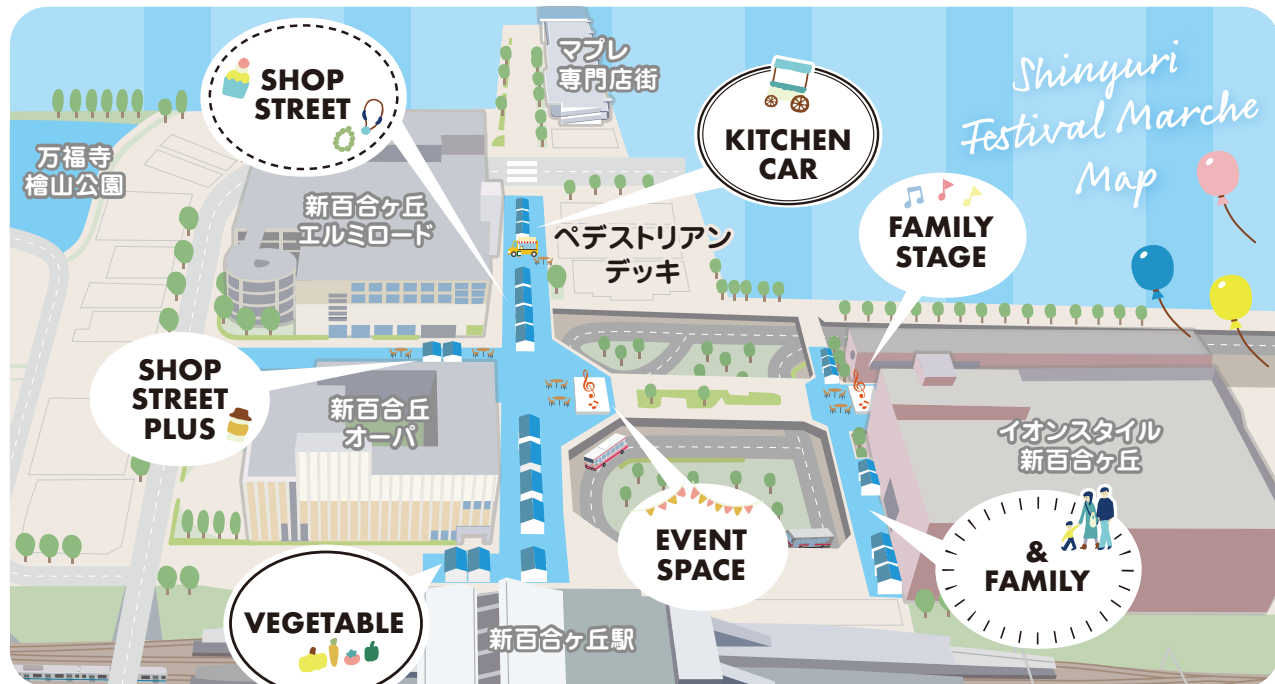 Shinyuri
Festival Marche
Map
SHOP
STREET
マプレ
専門店街
KITCHEN
CAR
万福寺
檜山公園
新百合ヶ丘
エルミロード
ペデストリアン
デッキ
FAMILY
STAGE
SHOP
STREET
PLUS
新百合丘
オーパ
イオンスタイル
新百合ヶ丘
EVENT
SPACE
&
FAMILY
VEGETABLE
新百合ヶ丘駅